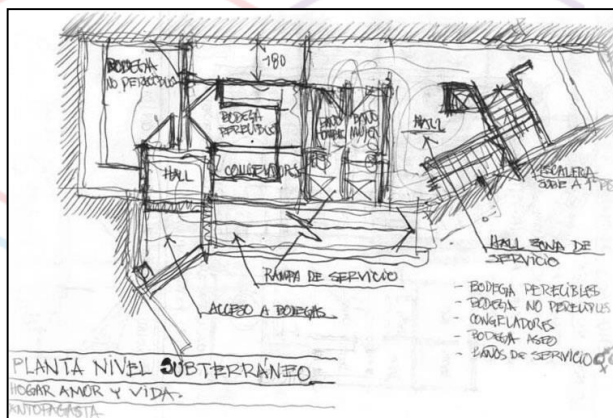 BODEGA
NO PERECIBLE
180
BODEGA
PERECIBLE
BAÑO
HOMBRE
BAÑO
MUJER
HALL
HALL
CONGELADORES
ESCALERA
SUBE A 1º PISO
HALL ZONA DE
SERVICIO
RAMPA DE SERVICIO
ACCESO A BODEGAS
- BODEGA PERECIBLES
- BODEGA NO PERECIBLES
- CONGELADORES
- BODEGA ASEO
- BAÑOS DE SERVICIO
PLANTA NIVEL SUBTERRÁNEO
HOGAR AMOR Y VIDA.
ANTOFAGASTA